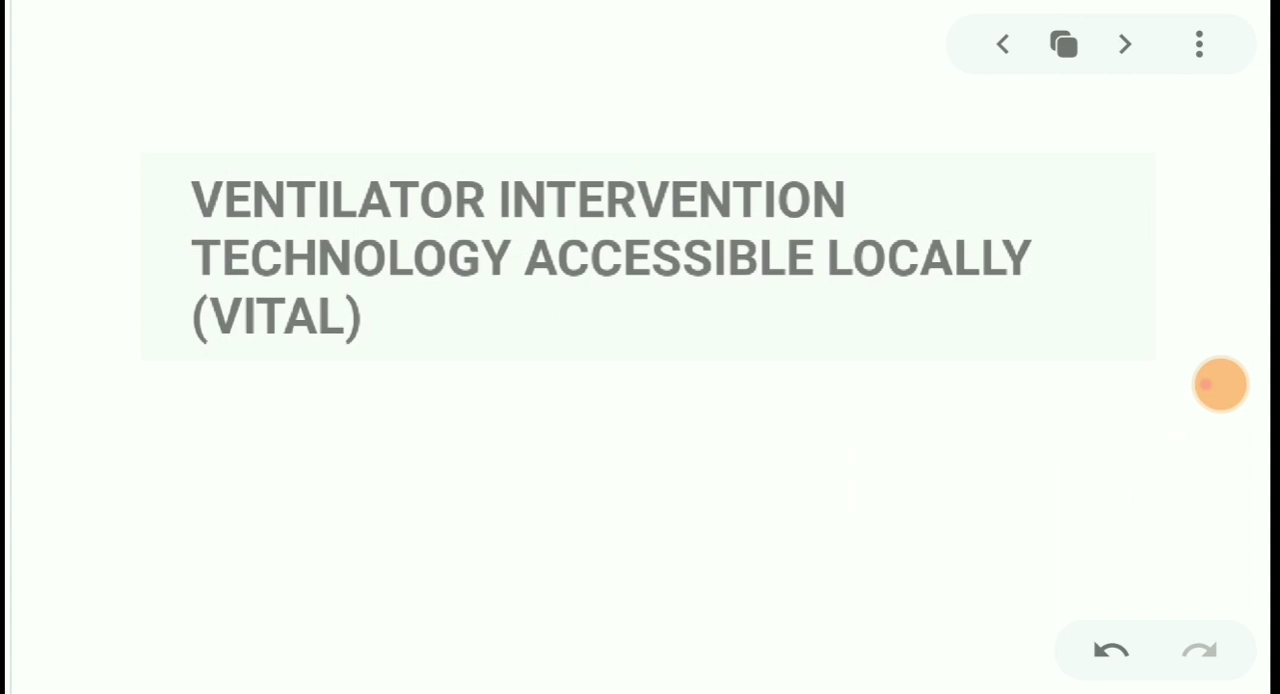 VENTILATOR INTERVENTION
TECHNOLOGY ACCESSIBLE LOCALLY
(VITAL)